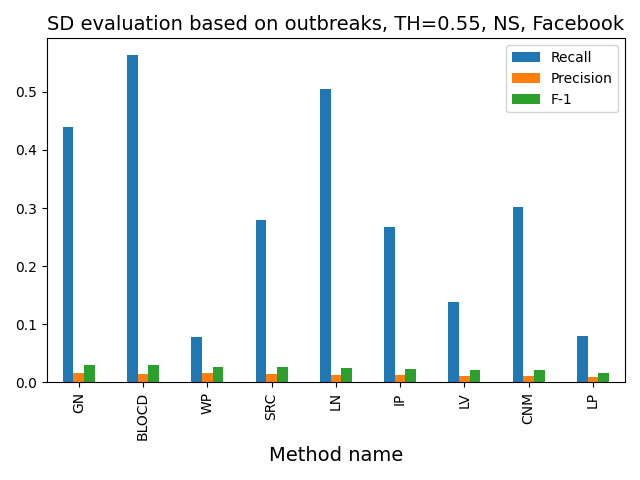 SD evaluation based on outbreaks, TH=0.55, NS, Facebook
Recall
Precision
F-1
0.5
0.4
0.3
0.2
0.1
0.0
GN
BLOCD
WP
SRC
LN
IP
LV
CNM
LP
Method name